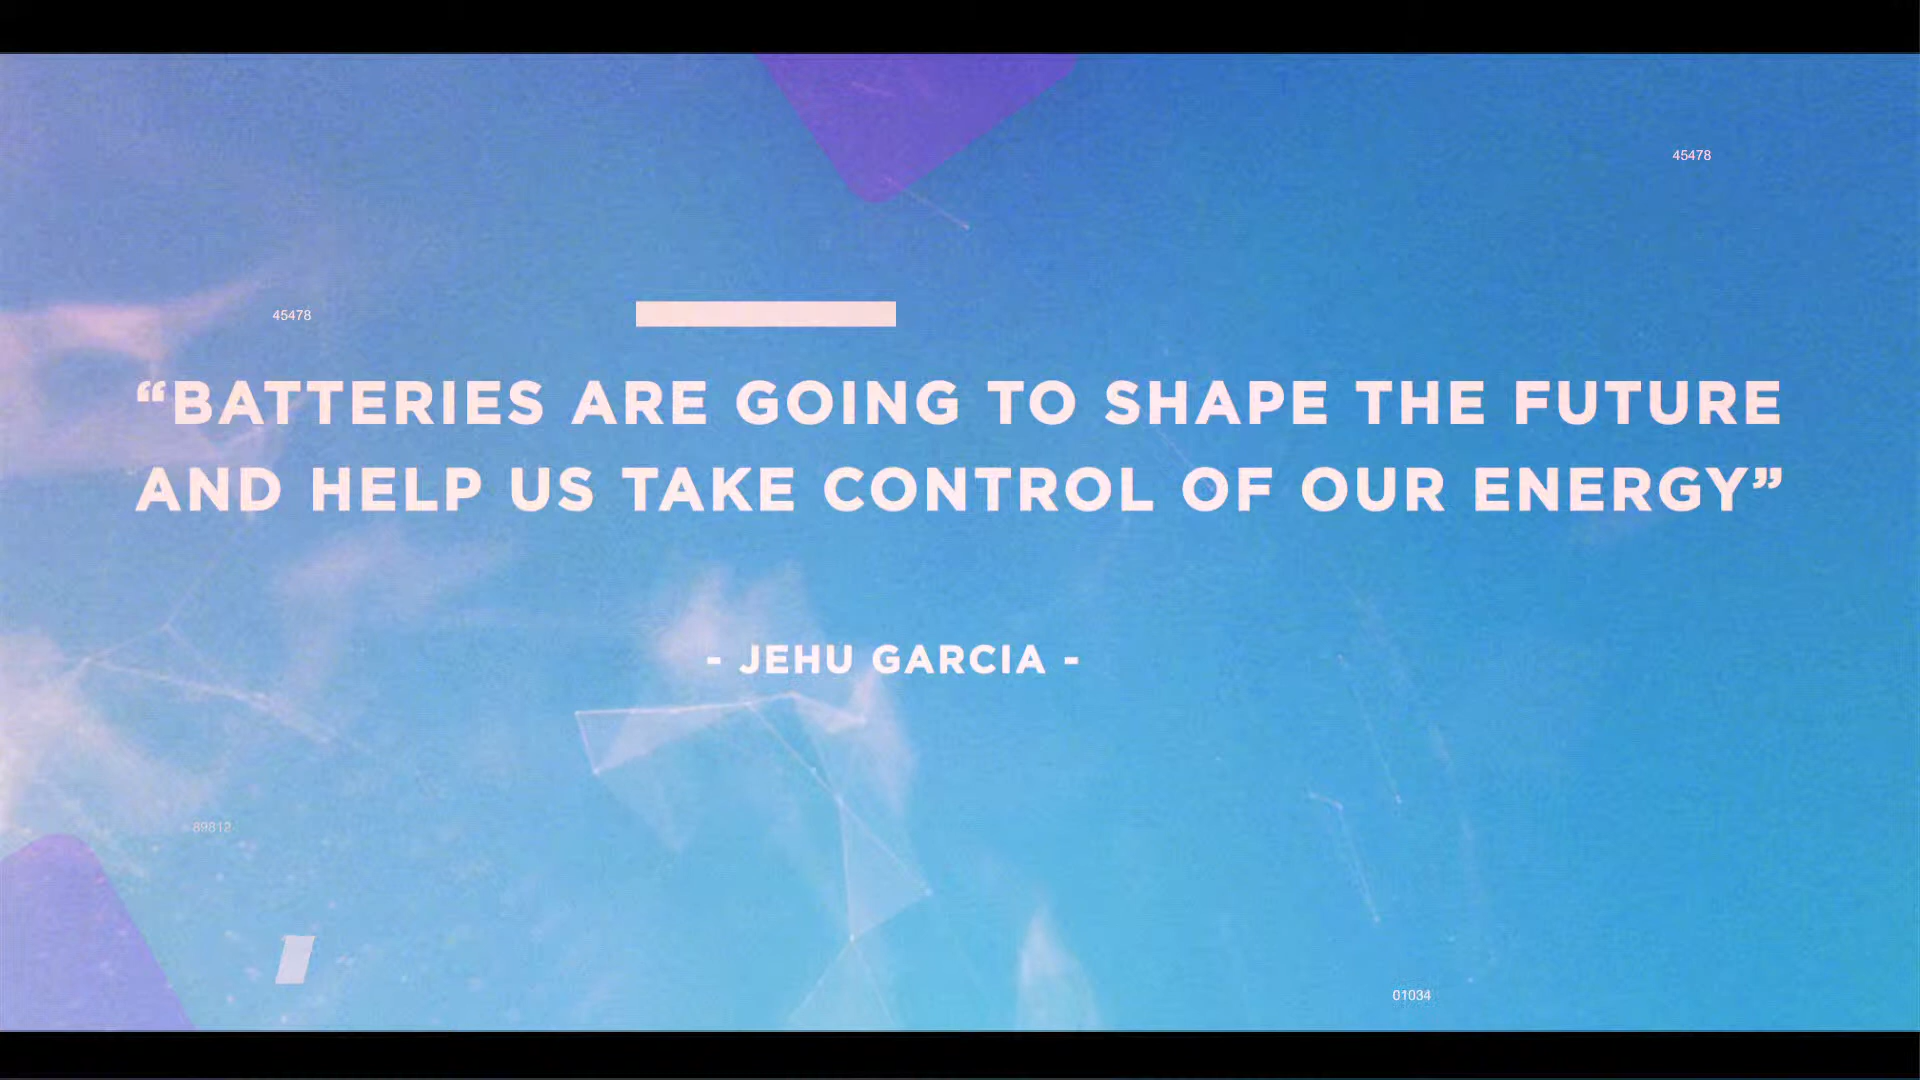 45478
45478
“BATTERIES ARE GOING TO SHAPE THE FUTURE
AND HELP US TAKE CONTROL OF OUR ENERGY”
- JEHU GARCIA -
89812
01034